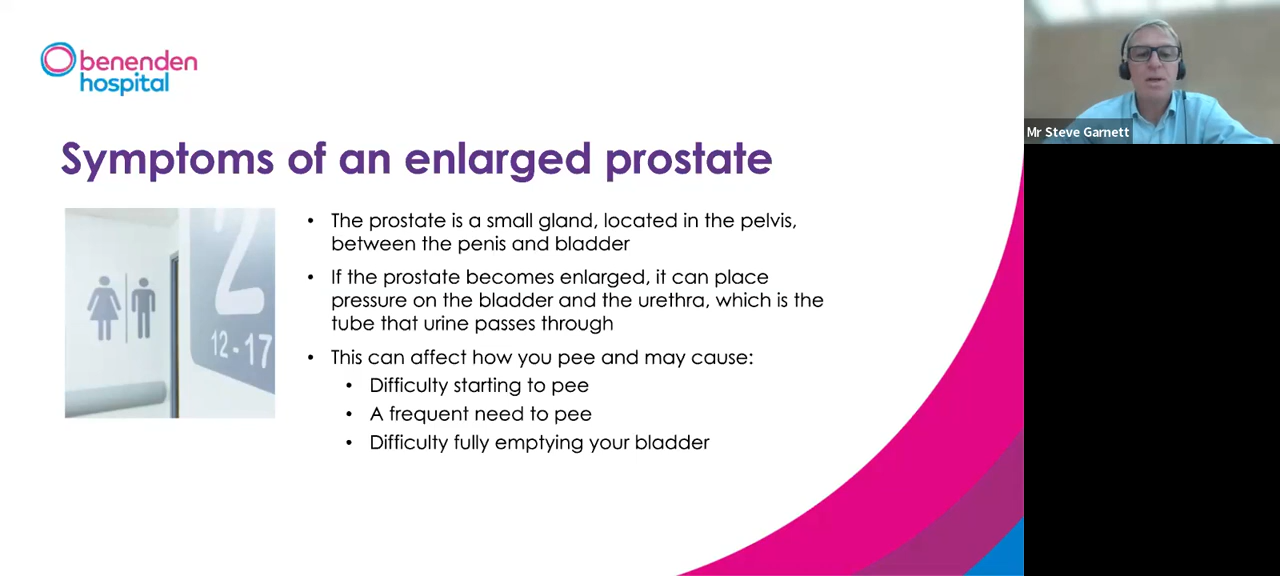 benenden
hospital
Mr Steve Garnett
Symptoms of an enlarged prostate
2
12-17
• The prostate is a small gland, located in the pelvis,
between the penis and bladder
• If the prostate becomes enlarged, it can place
pressure on the bladder and the urethra, which is the
tube that urine passes through
• This can affect how you pee and may cause:
• Difficulty starting to pee
• A frequent need to pee
• Difficulty fully emptying your bladder